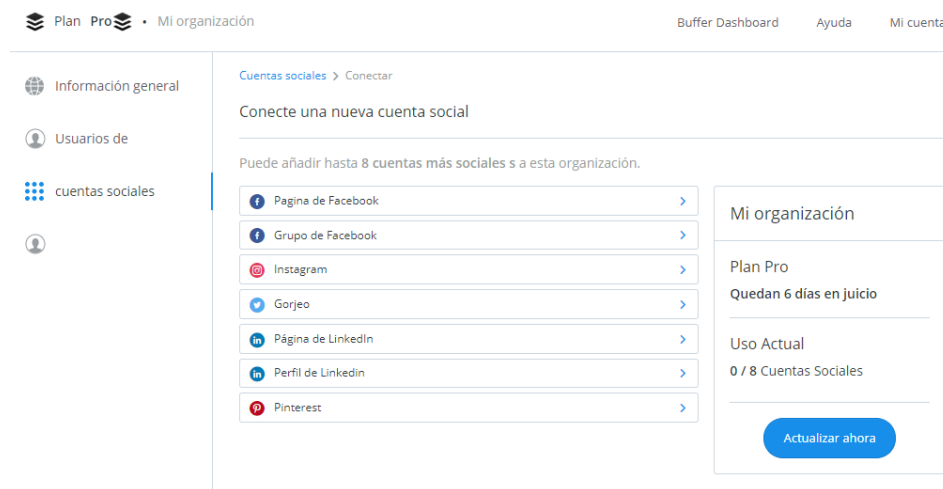 Plan Pro • Mi organización
Buffer Dashboard Ayuda Mi cuenta
Información general
Usuarios de
cuentas sociales
Cuentas sociales > Conectar
Conecte una nueva cuenta social
Puede añadir hasta 8 cuentas más sociales s a esta organización.
Pagina de Facebook
Grupo de Facebook
Instagram
Gorjeo
Página de LinkedIn
Perfil de Linkedin
Pinterest
Mi organización
Plan Pro
Quedan 6 días en juicio
Uso Actual
0 / 8 Cuentas Sociales
Actualizar ahora